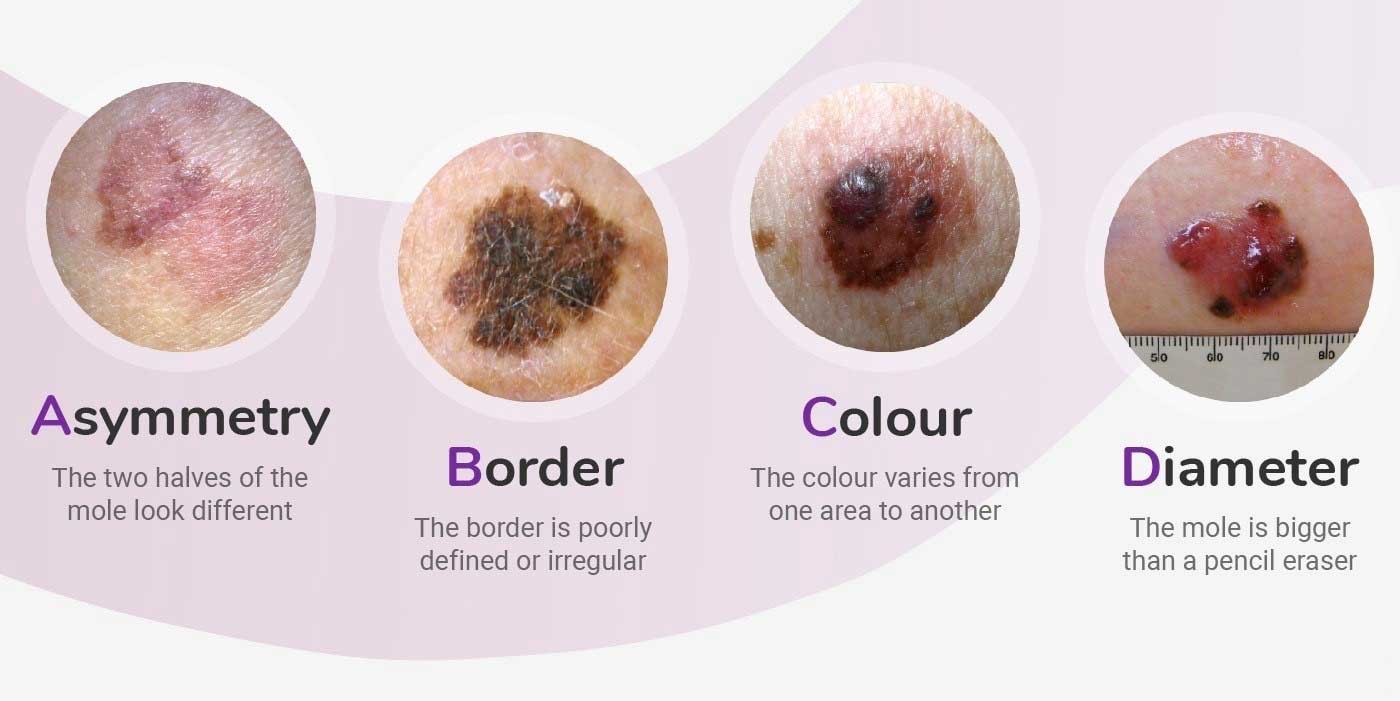 Asymmetry
The two halves of the
mole look different
Border
The border is poorly
defined or irregular
Colour
The colour varies from
one area to another
50 60 70 80
Diameter
The mole is bigger
than a pencil eraser